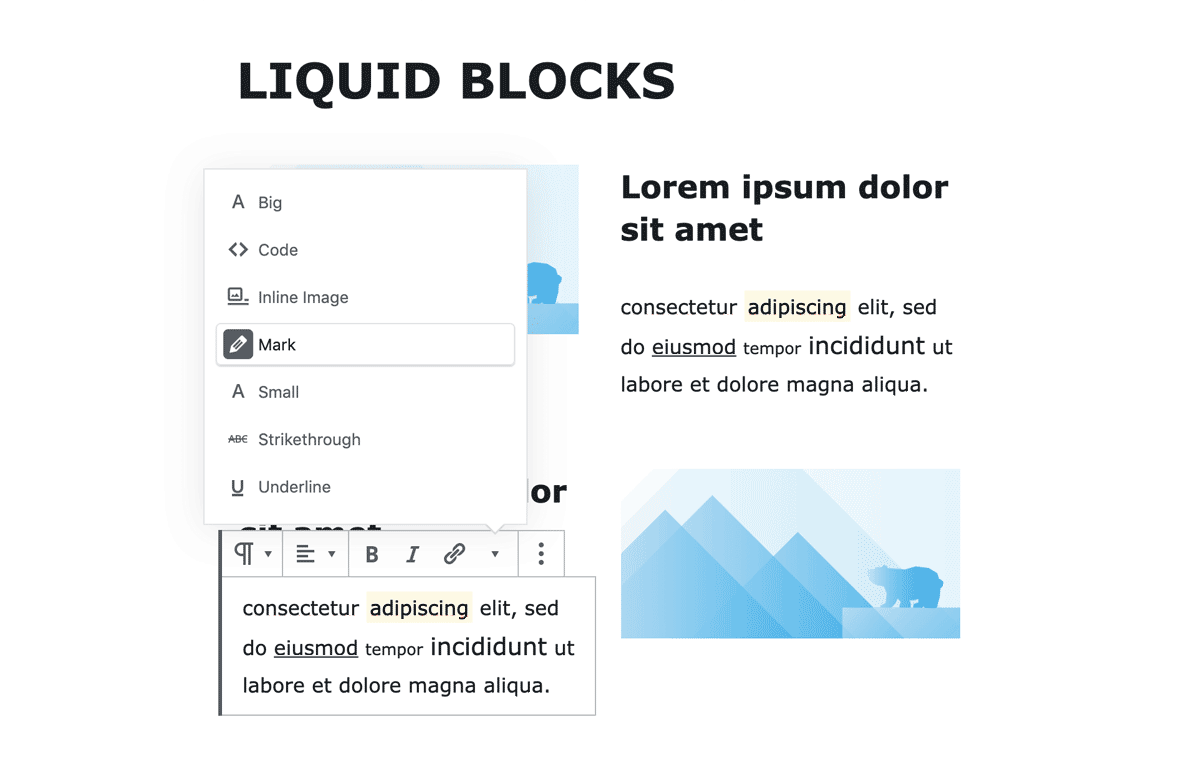 LIQUID BLOCKS
Big
Code
Inline Image
Mark
Small
ABC Strikethrough
U Underline
Lorem ipsum dolor
sit amet
consectetur adipiscing elit, sed
do eiusmod tempor incididunt ut
labore et dolore magna aliqua.
lor
sit amet
B I
consectetur adipiscing elit, sed
do eiusmod tempor incididunt ut
labore et dolore magna aliqua.